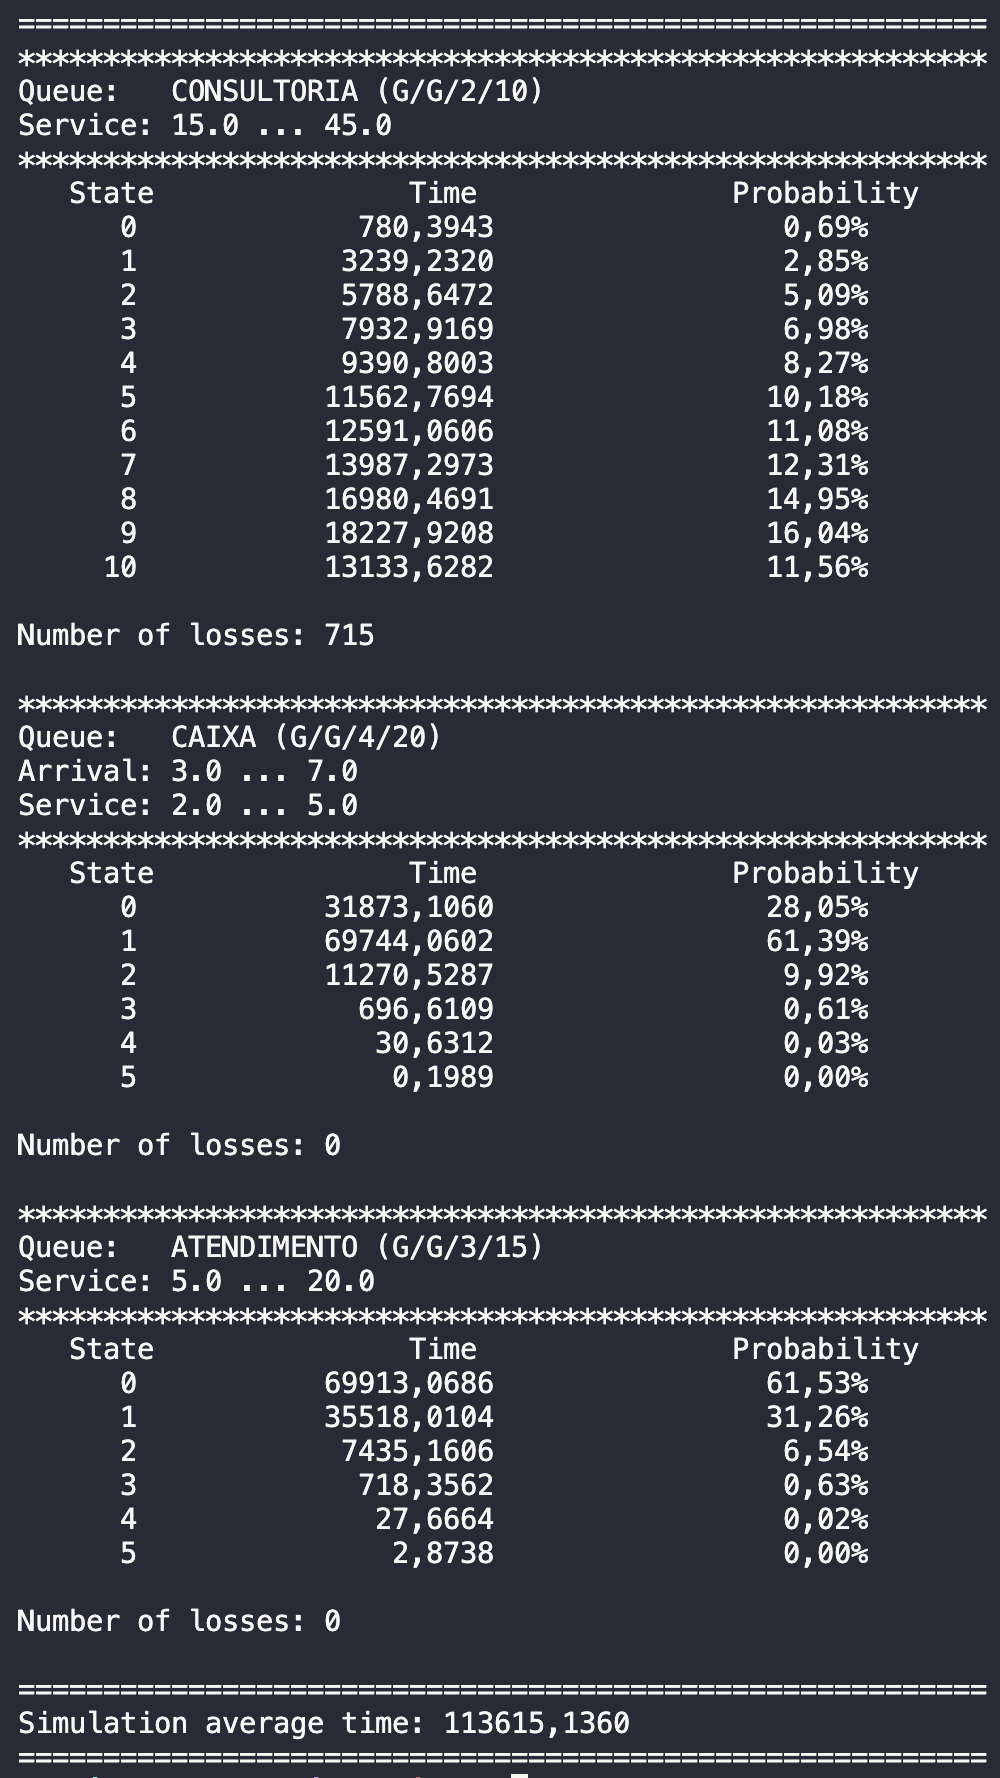 =========================================================
*********************************************************
Queue:   CONSULTORIA (G/G/2/10)
Service: 15.0 ... 45.0
*********************************************************
   State               Time               Probability
      0             780,3943                 0,69%
      1            3239,2320                 2,85%
      2            5788,6472                 5,09%
      3            7932,9169                 6,98%
      4            9390,8003                 8,27%
      5           11562,7694                10,18%
      6           12591,0606                11,08%
      7           13987,2973                12,31%
      8           16980,4691                14,95%
      9           18227,9208                16,04%
     10           13133,6282                11,56%

Number of losses: 715

*********************************************************
Queue:   CAIXA (G/G/4/20)
Arrival: 3.0 ... 7.0
Service: 2.0 ... 5.0
*********************************************************
   State               Time               Probability
      0           31873,1060                28,05%
      1           69744,0602                61,39%
      2           11270,5287                 9,92%
      3             696,6109                 0,61%
      4              30,6312                 0,03%
      5               0,1989                 0,00%

Number of losses: 0

*********************************************************
Queue:   ATENDIMENTO (G/G/3/15)
Service: 5.0 ... 20.0
*********************************************************
   State               Time               Probability
      0           69913,0686                61,53%
      1           35518,0104                31,26%
      2            7435,1606                 6,54%
      3             718,3562                 0,63%
      4              27,6664                 0,02%
      5               2,8738                 0,00%

Number of losses: 0

=========================================================
Simulation average time: 113615,1360
=========================================================